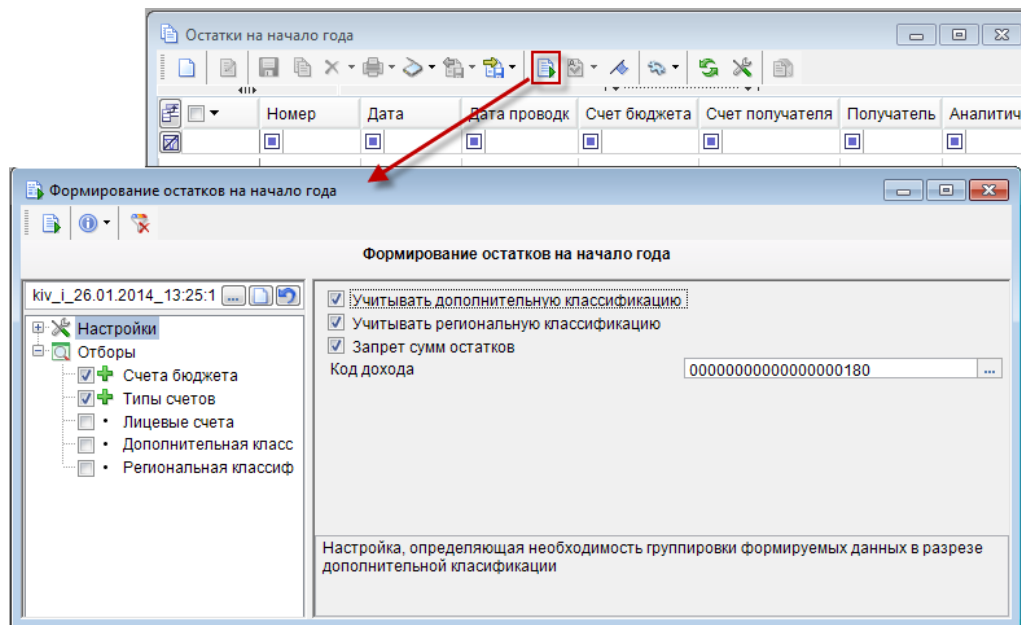 Остатки на начало года
Номер Дата Дата проводк Счет бюджета Счет получателя Получатель Аналитич
Формирование остатков на начало года
Формирование остатков на начало года
kiv_i_26.01.2014_13:25:1 ...
Настройки
Отборы
Счета бюджета
Типы счетов
Лицевые счета
Дополнительная класс
Региональная классиф
Учитывать дополнительную классификацию
Учитывать региональную классификацию
Запрет сумм остатков
Код дохода 00000000000000000180 ...
Настройка, определяющая необходимость группировки формируемых данных в разрезе
дополнительной класификации